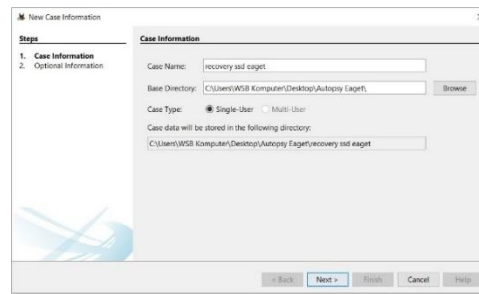 New Case Information
Steps
1. Case Information
2. Optional Information
Case Information
Case Name: recovery ssd eaget
Base Directory: C:\Users\WSB Komputer\Desktop\Autopsy Eaget\ Browse
Case Type: Single-User Multi-User
Case data will be stored in the following directory:
C:\Users\WSB Komputer\Desktop\Autopsy Eaget\recovery ssd eaget
< Back Next > Finish Cancel Help